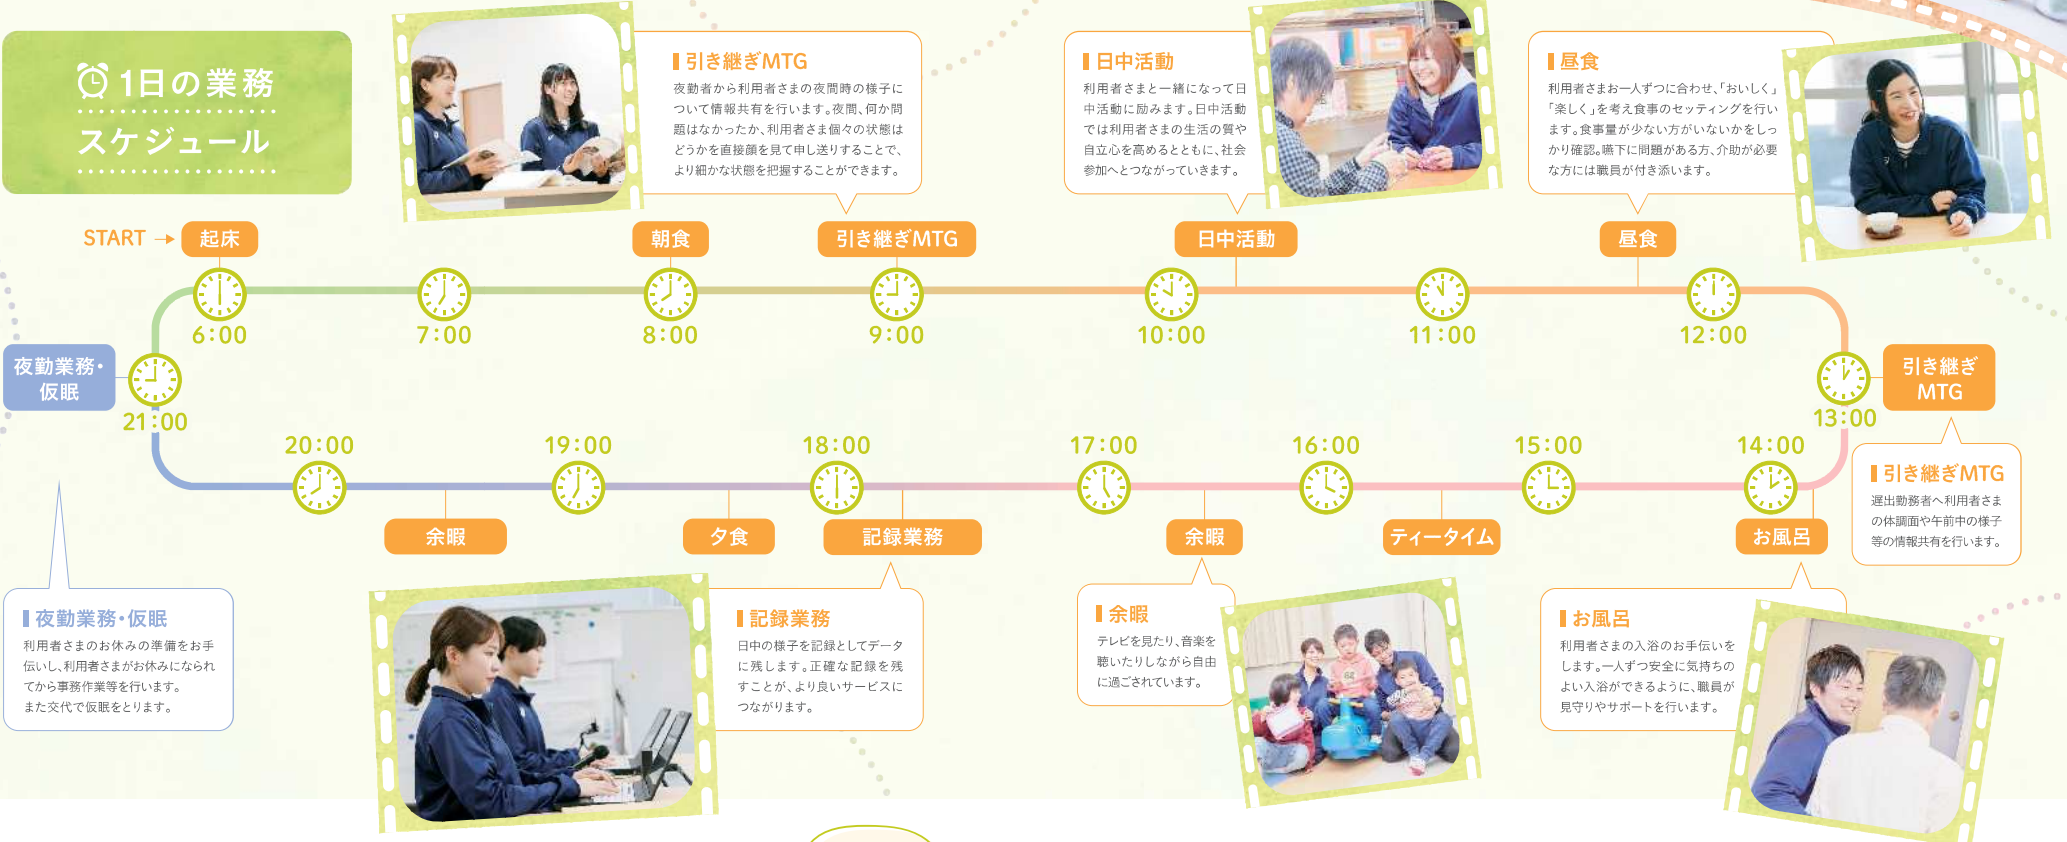 1日の業務
スケジュール
引き継ぎMTG
夜勤者から利用者さまの夜間時の様子に
ついて情報共有を行います。夜間、何か問
題はなかったか、利用者さま個々の状態は
どうかを直接顔を見て申し送りすることで、
より細かな状態を把握することができます。
日中活動
利用者さまと一緒になって日
中活動に励みます。日中活動
では利用者さまの生活の質や
自立心を高めるとともに、社会
参加へとつながっていきます。
昼食
利用者さまお一人ずつに合わせ、「おいしく」
「楽しく」を考え食事のセッティングを行い
ます。食事量が少ない方がいないかをしっ
かり確認。嚥下に問題がある方、介助が必要
な方には職員が付き添います。
START → 起床
朝食
引き継ぎMTG
日中活動
昼食
6:00
7:00
8:00
9:00
10:00
11:00
12:00
夜勤業務・
仮眠
21:00
引き継ぎ
MTG
13:00
20:00
19:00
18:00
17:00
16:00
15:00
14:00
余暇
夕食
記録業務
余暇
ティータイム
お風呂
引き継ぎMTG
遅出勤務者へ利用者さま
の体調面や午前中の様子
等の情報共有を行います。
夜勤業務・仮眠
利用者さまのお休みの準備をお手
伝いし、利用者さまがお休みになられ
てから事務作業等を行います。
また交代で仮眠をとります。
記録業務
日中の様子を記録としてデータ
に残します。正確な記録を残
すことが、より良いサービスに
つながります。
余暇
テレビを見たり、音楽を
聴いたりしながら自由
に過ごされています。
お風呂
利用者さまの入浴のお手伝いを
します。一人ずつ安全に気持ちの
よい入浴ができるように、職員が
見守りやサポートを行います。